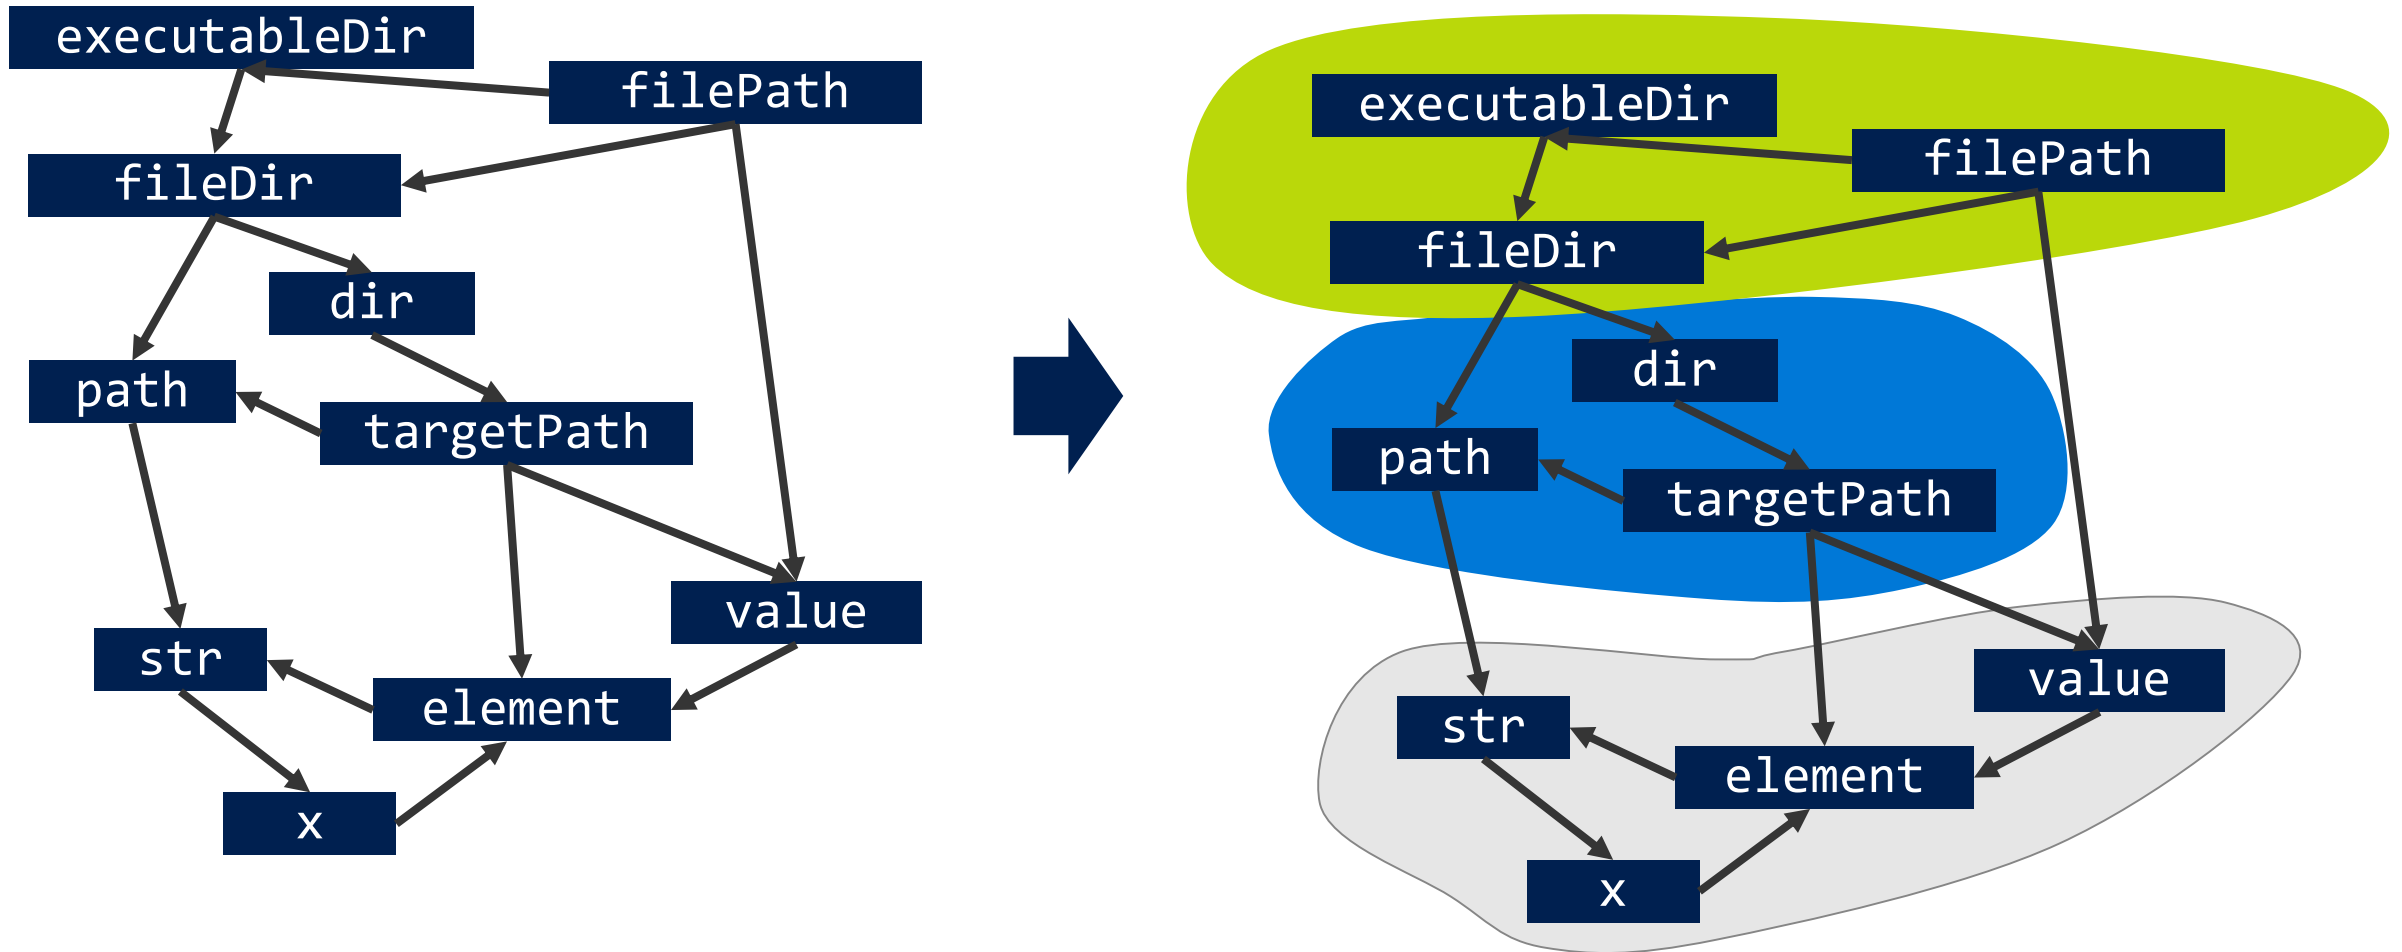 executableDir
filePath
fileDir
dir
path
targetPath
value
str
element
x
executableDir
filePath
fileDir
dir
path
targetPath
value
str
element
x